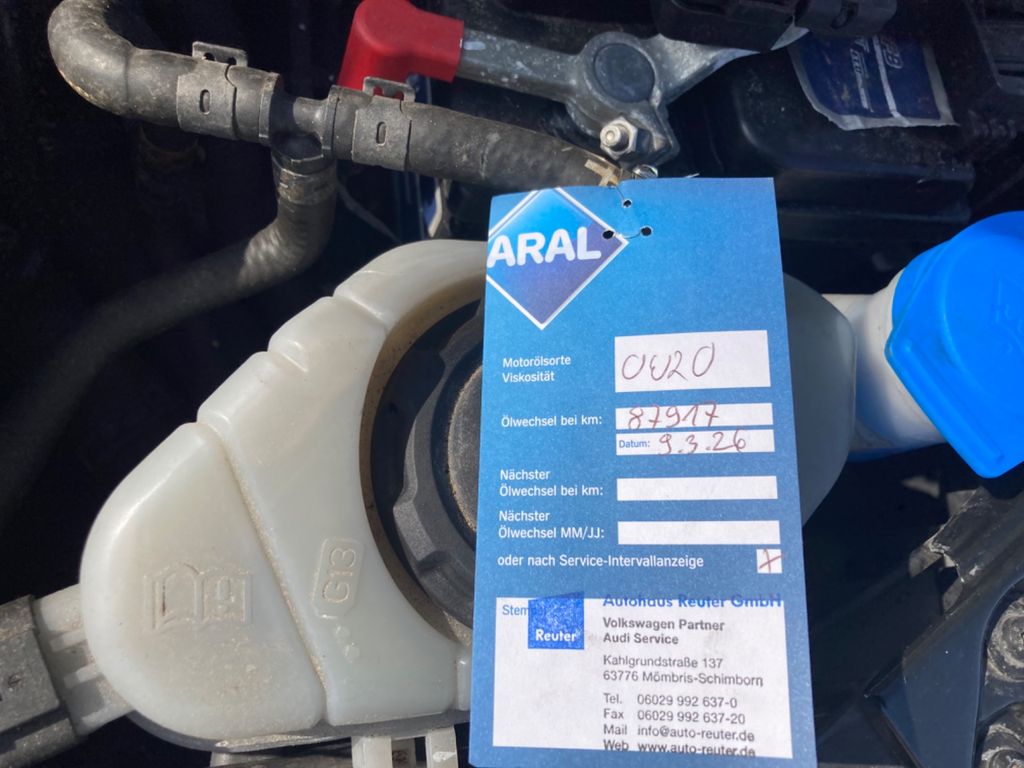 ARAL
Motorölsorte
Viskosität
0W20
Ölwechsel bei km: 87917
Datum: 9.3.26
Nächster
Ölwechsel bei km:
Nächster
Ölwechsel MM/JJ:
oder nach Service-Intervallanzeige X
Stempel
Reuter
Autohaus Reuter GmbH
Volkswagen Partner
Audi Service
Kahlgrundstraße 137
63776 Mömbris-Schimborn
Tel. 06029 992 637-0
Fax 06029 992 637-20
Mail info@auto-reuter.de
Web www.auto-reuter.de
G13